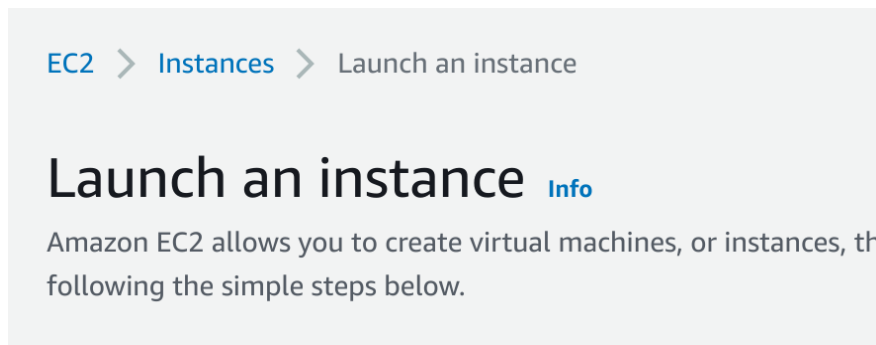 EC2 > Instances > Launch an instance
Launch an instance Info
Amazon EC2 allows you to create virtual machines, or instances,
following the simple steps below.